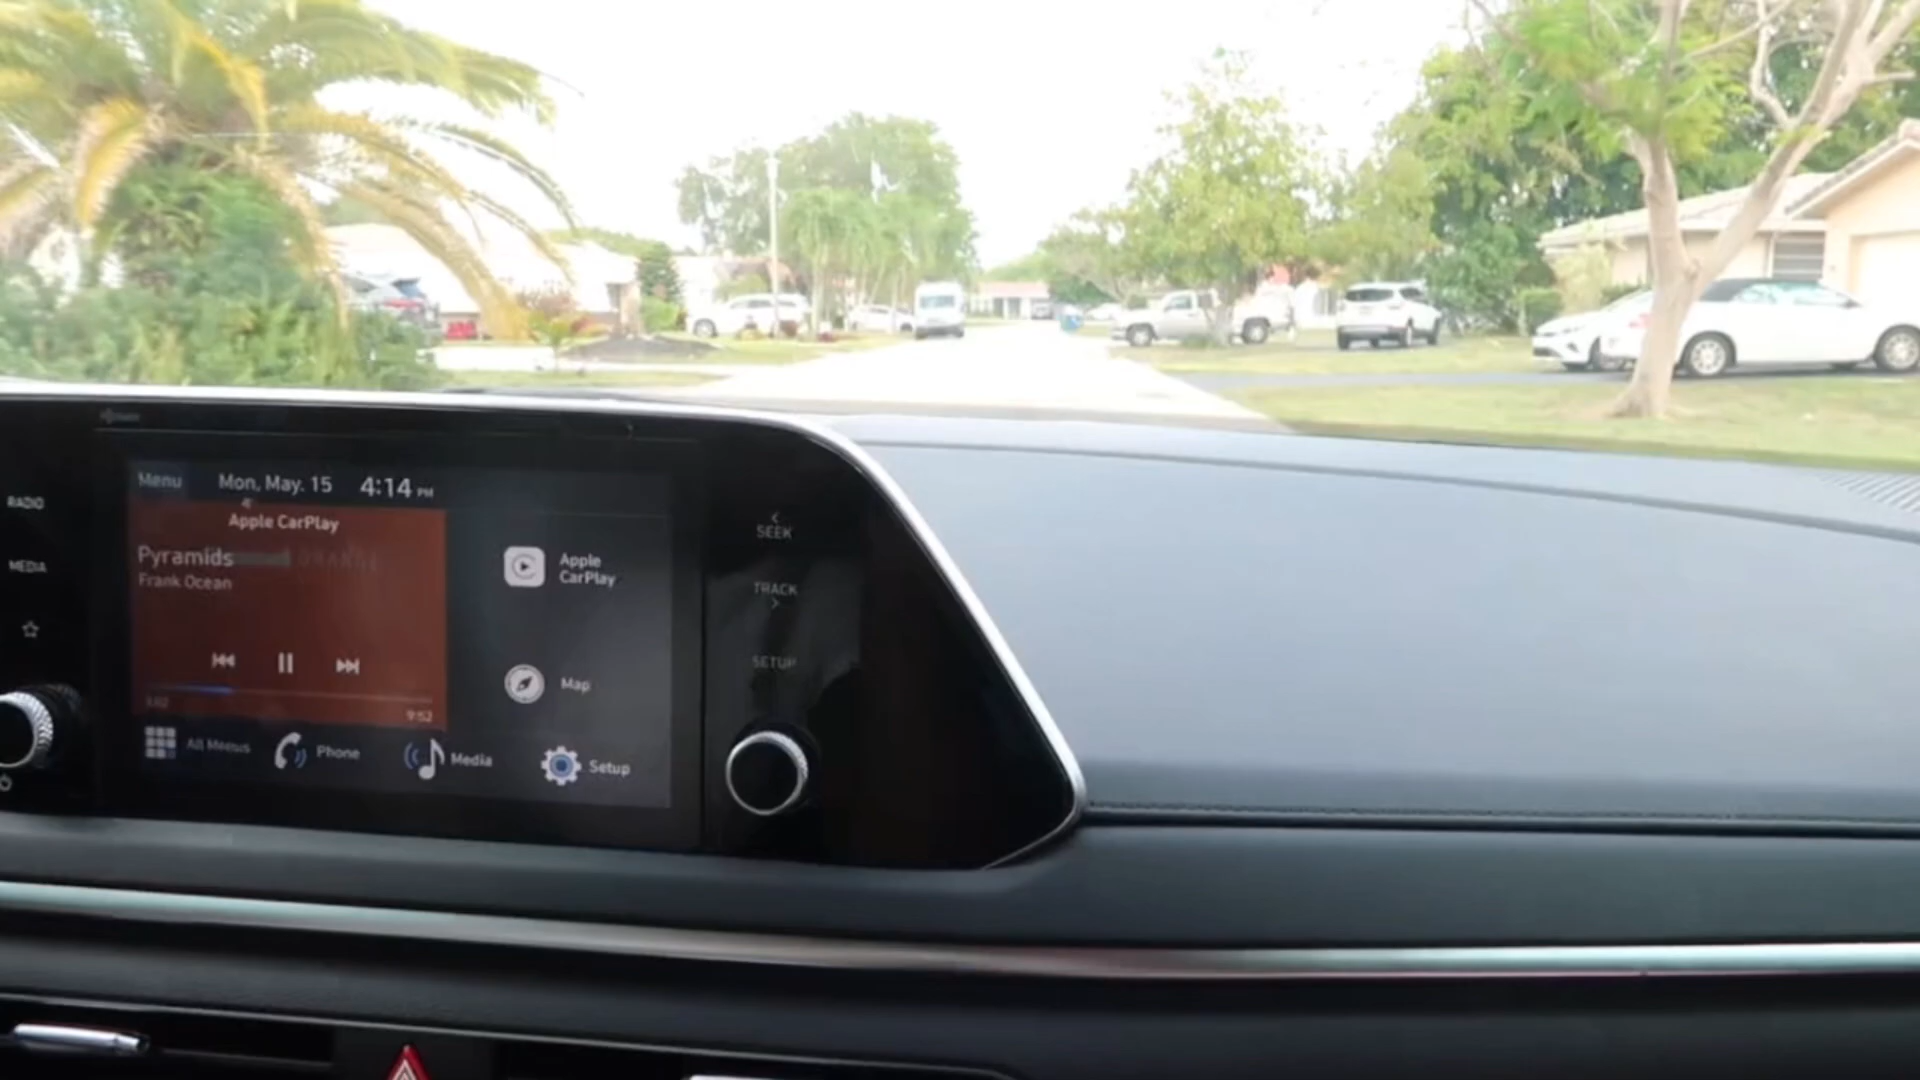 RADIO
MEDIA
Menu Mon, May. 15 4:14 PM
Apple CarPlay
Pyramids
ORANGE
Frank Ocean
9:52
Apple
CarPlay
Map
All Menus Phone Media Setup
SEEK
TRACK
SETUP